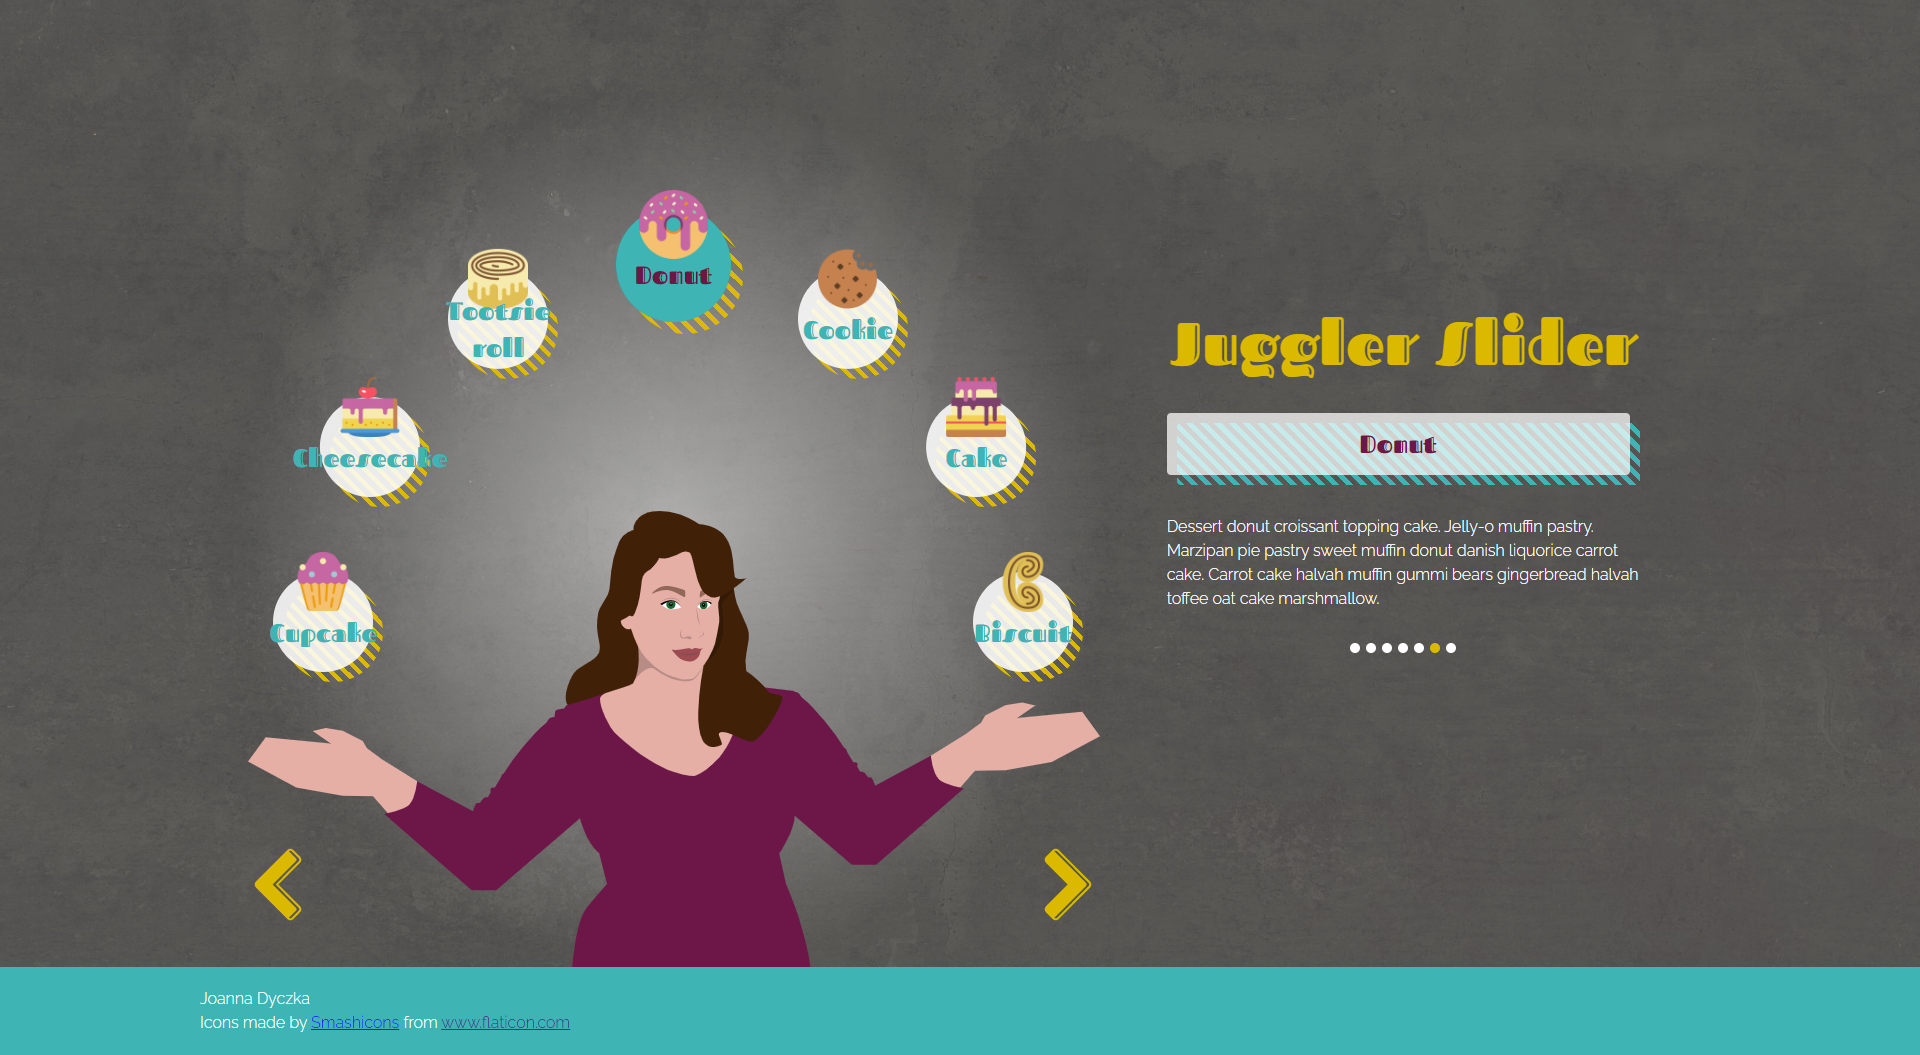 Donut
Tootsie
roll
Cookie
Cheesecake
Cake
Cupcake
Biscuit
Juggler Slider
Donut
Dessert donut croissant topping cake. Jelly-o muffin pastry.
Marzipan pie pastry sweet muffin donut danish liquorice carrot
cake. Carrot cake halvah muffin gummi bears gingerbread halvah
toffee oat cake marshmallow.
Joanna Dyczka
Icons made by Smashicons from www.flaticon.com